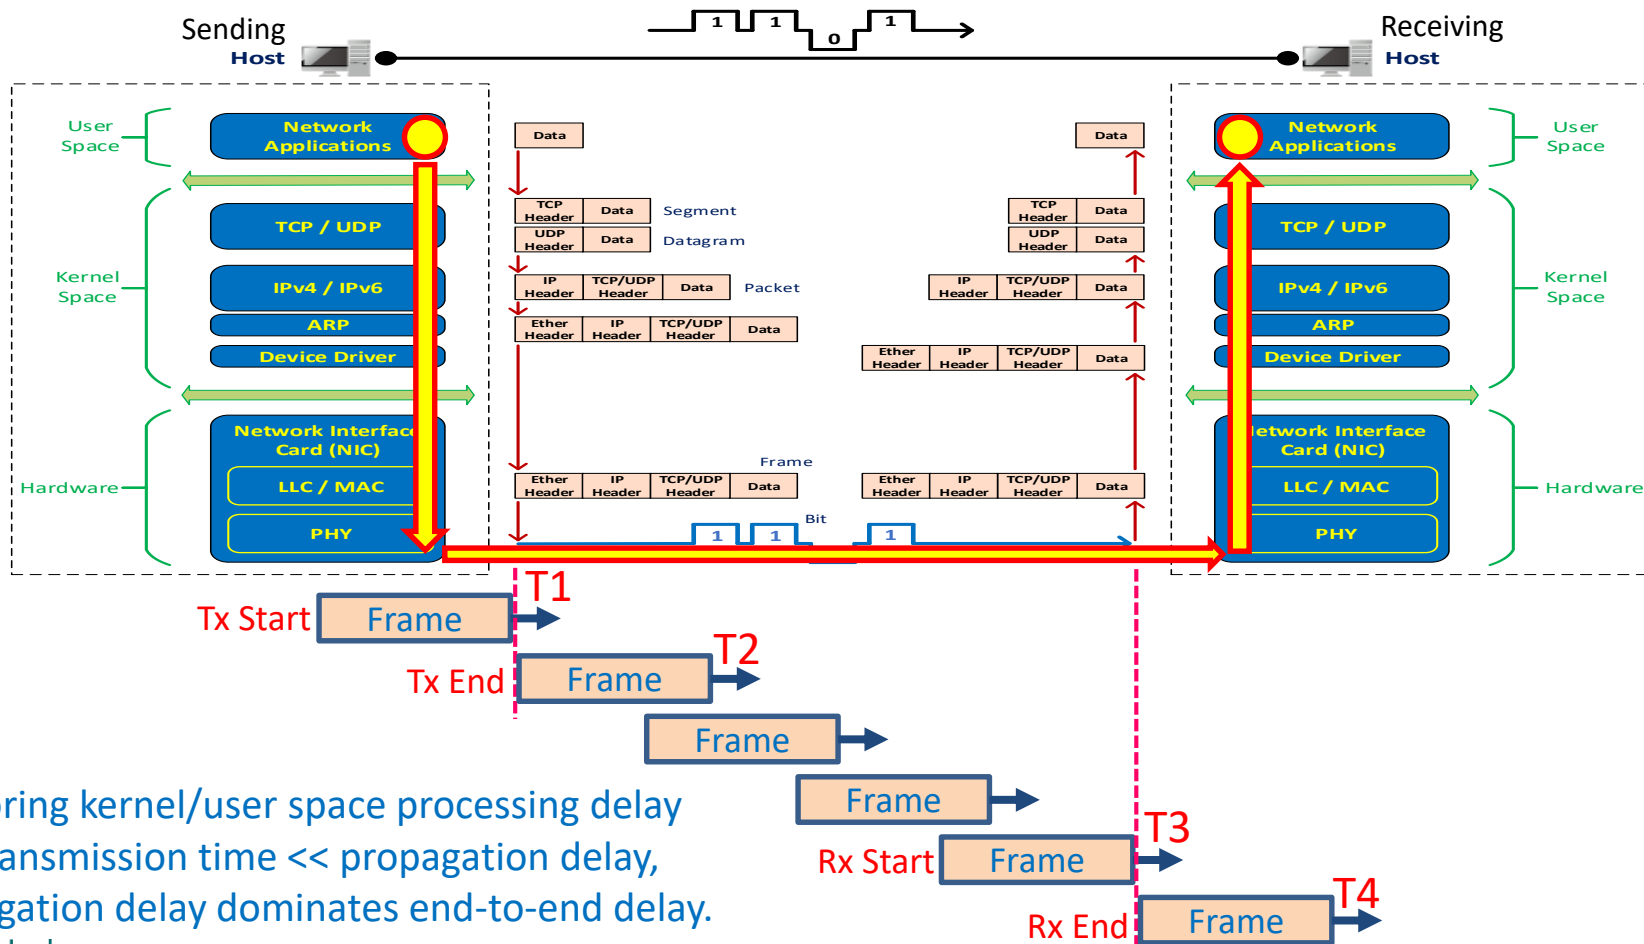 Sending
Host
1 1 0 1
Receiving
Host
User
Space
Network
Applications
Data
Data
Network
Applications
User
Space
Kernel
Space
TCP / UDP
TCP
Header Data Segment
UDP
Header Data Datagram
TCP
Header Data
UDP
Header Data
TCP / UDP
Kernel
Space
IPv4 / IPv6
IP
Header TCP/UDP
Header Data Packet
IP
Header TCP/UDP
Header Data
IPv4 / IPv6
ARP
Ether
Header IP
Header TCP/UDP
Header Data
ARP
Device Driver
Ether
Header IP
Header TCP/UDP
Header Data
Device Driver
Hardware
Network Interface
Card (NIC)
LLC / MAC
PHY
Frame
Ether
Header IP
Header TCP/UDP
Header Data
Ether
Header IP
Header TCP/UDP
Header Data
Bit
1 1 1
etwork Interface
Card (NIC)
LLC / MAC
PHY
Hardware
Tx Start Frame T1
Tx End Frame T2
Frame
Frame
Rx Start Frame T3
Rx End Frame T4
ring kernel/user space processing delay
ansmission time << propagation delay,
gation delay dominates end-to-end delay.